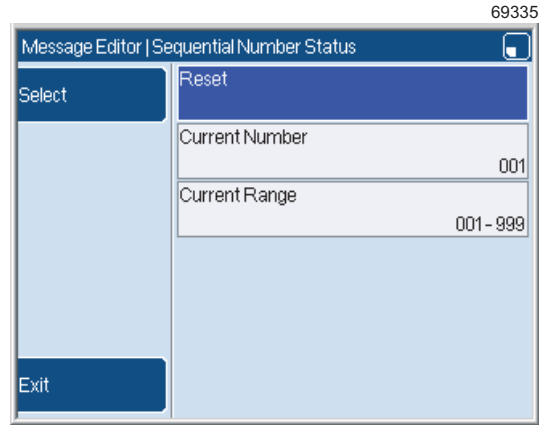 69335
Message Editor | Sequential Number Status
Select
Reset
Current Number
001
Current Range
001 - 999
Exit